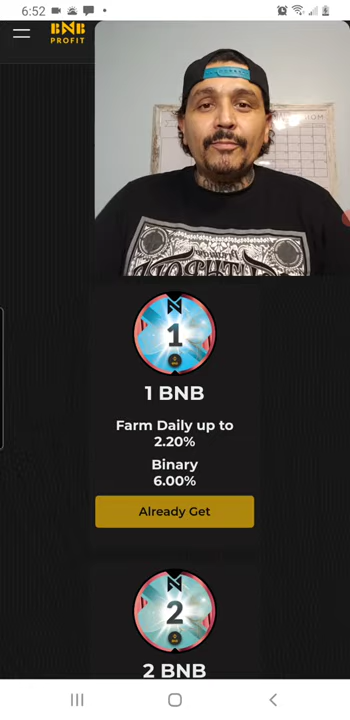 6:52
BNB
PROFIT
1
1 BNB
Farm Daily up to
2.20%
Binary
6.00%
Already Get
2
2 BNB